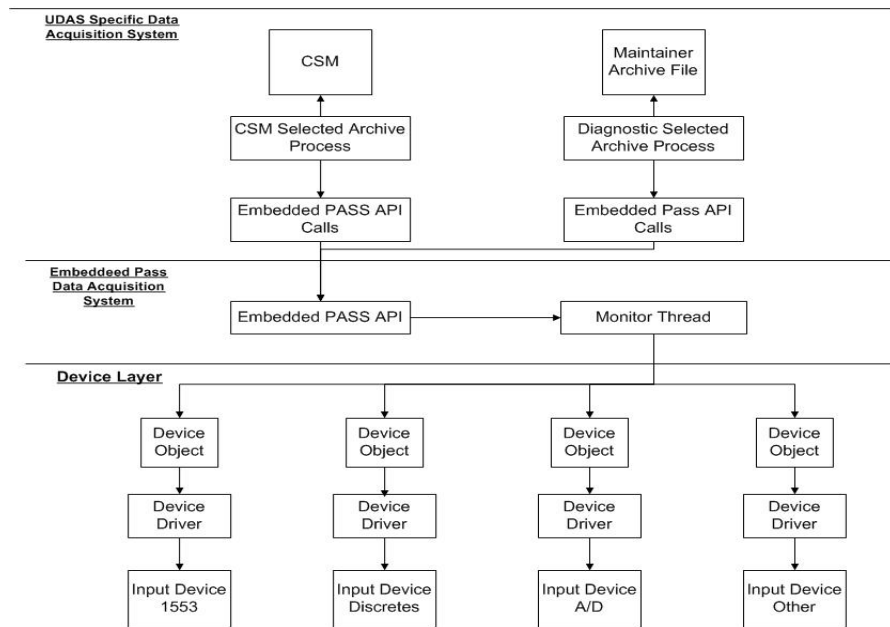 UDAS Specific Data
Acquisition System
CSM
Maintainer
Archive File
CSM Selected Archive
Process
Diagnostic Selected
Archive Process
Embedded PASS API
Calls
Embedded Pass API
Calls
Embeddeed Pass
Data Acquisition
System
Embedded PASS API
Monitor Thread
Device Layer
Device
Object
Device
Object
Device
Object
Device
Object
Device
Driver
Device
Driver
Device
Driver
Device
Driver
Input Device
1553
Input Device
Discretes
Input Device
A/D
Input Device
Other